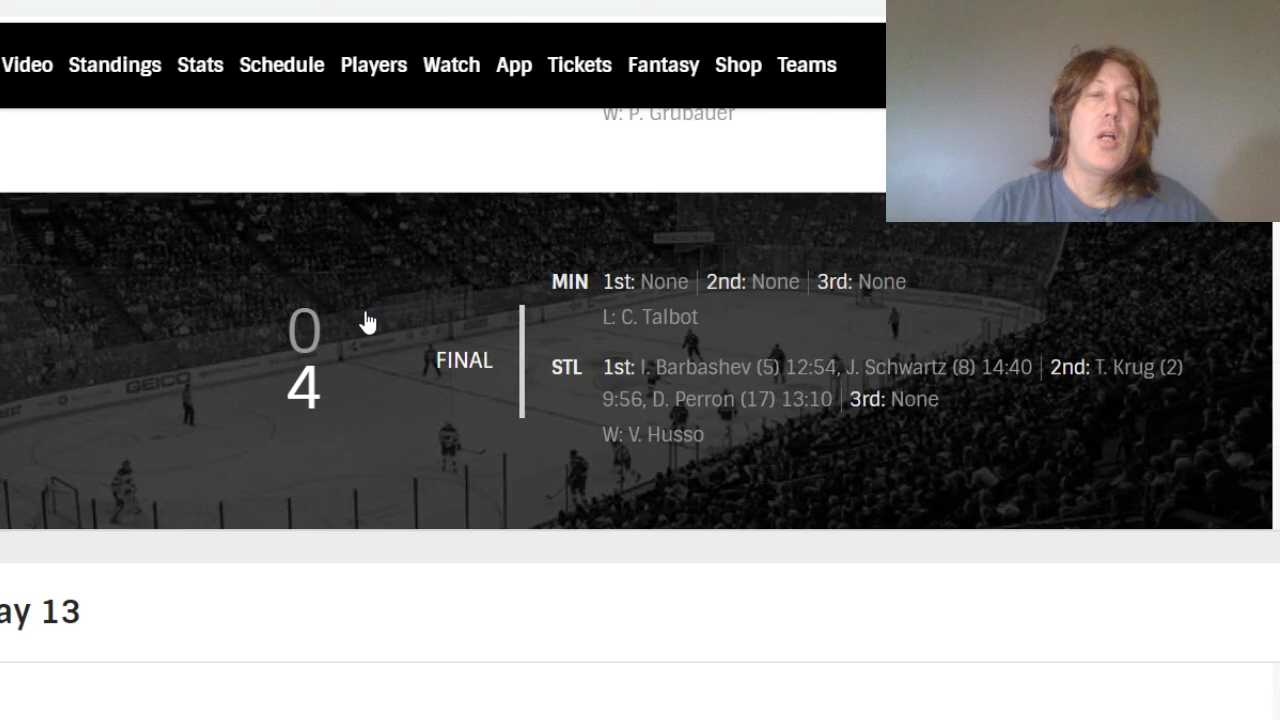 Video Standings Stats Schedule Players Watch App Tickets Fantasy Shop Teams
W: P. Grubauer
MIN 1st: None | 2nd: None | 3rd: None
L: C. Talbot
0
4
FINAL
STL 1st: I. Barbashev (5) 12:54, J. Schwartz (8) 14:40 | 2nd: T. Krug (2)
9:56, D. Perron (17) 13:10 | 3rd: None
W: V. Husso
GEICO
ay 13